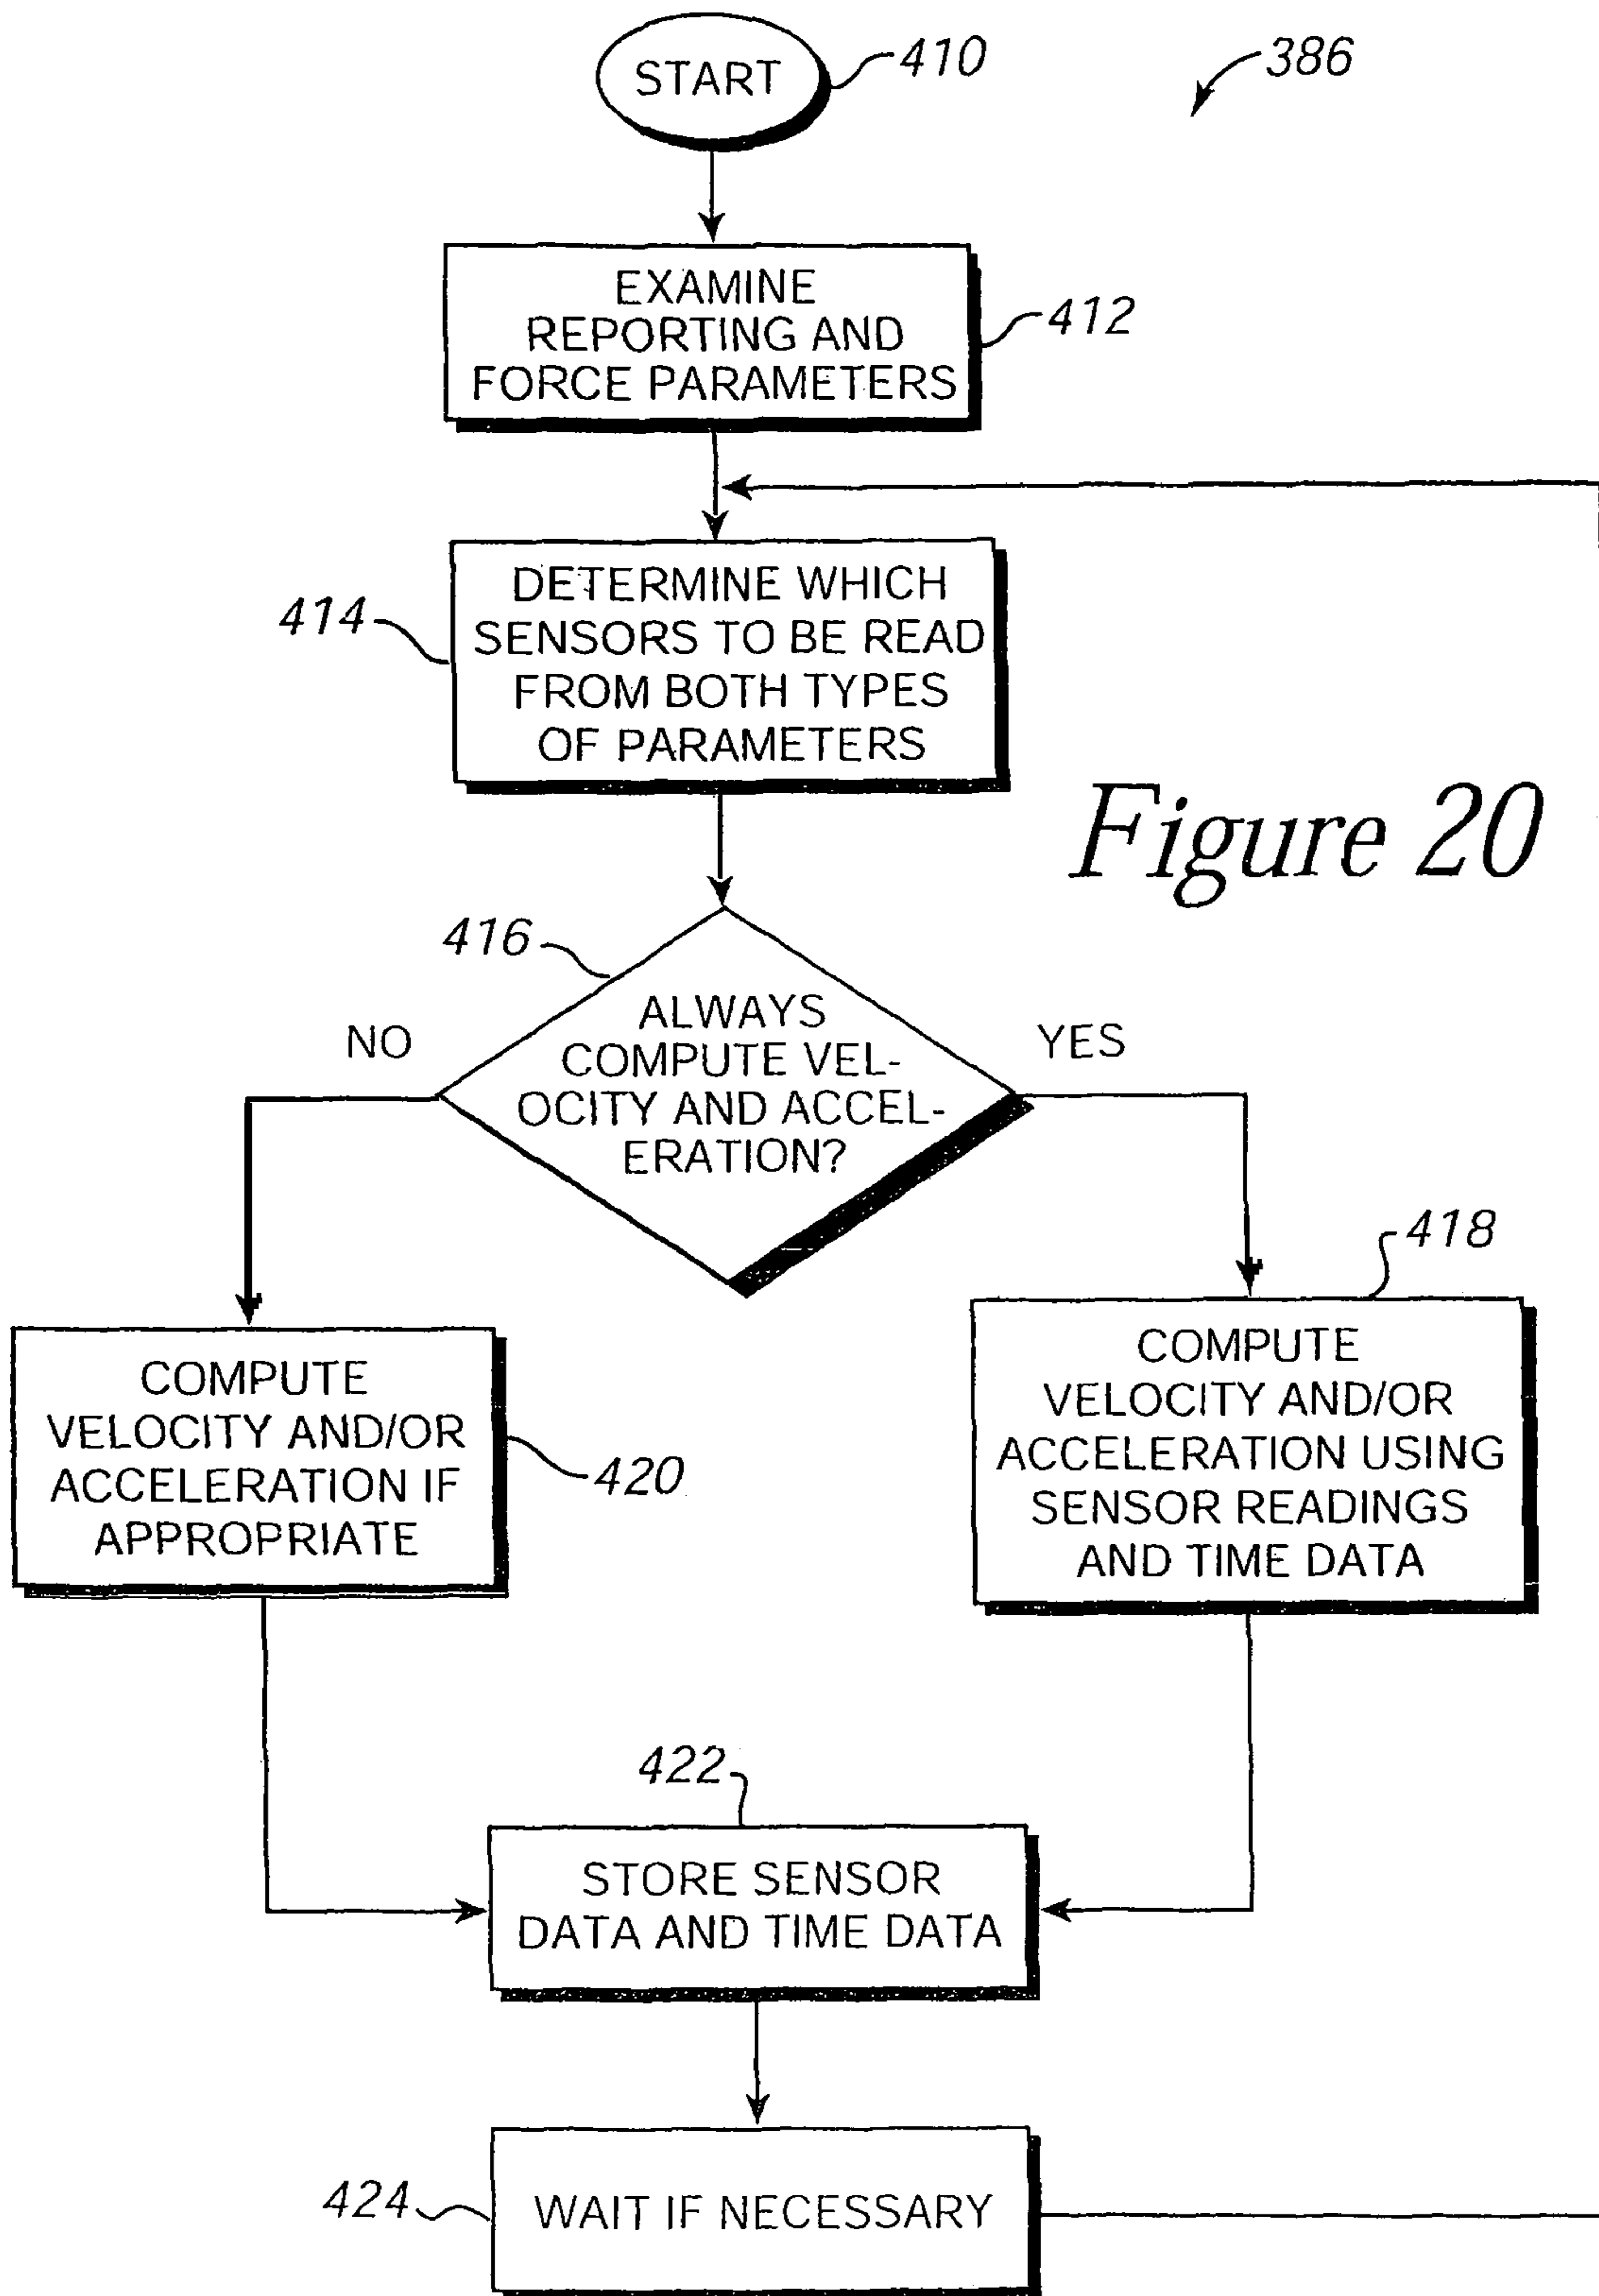 START
410
386
EXAMINE
REPORTING AND
FORCE PARAMETERS
412
DETERMINE WHICH
SENSORS TO BE READ
FROM BOTH TYPES
OF PARAMETERS
414
Figure 20
416
ALWAYS
COMPUTE VEL-
OCITY AND ACCEL-
ERATION?
NO
YES
418
COMPUTE
VELOCITY AND/OR
ACCELERATION IF
APPROPRIATE
420
COMPUTE
VELOCITY AND/OR
ACCELERATION USING
SENSOR READINGS
AND TIME DATA
422
STORE SENSOR
DATA AND TIME DATA
424
WAIT IF NECESSARY